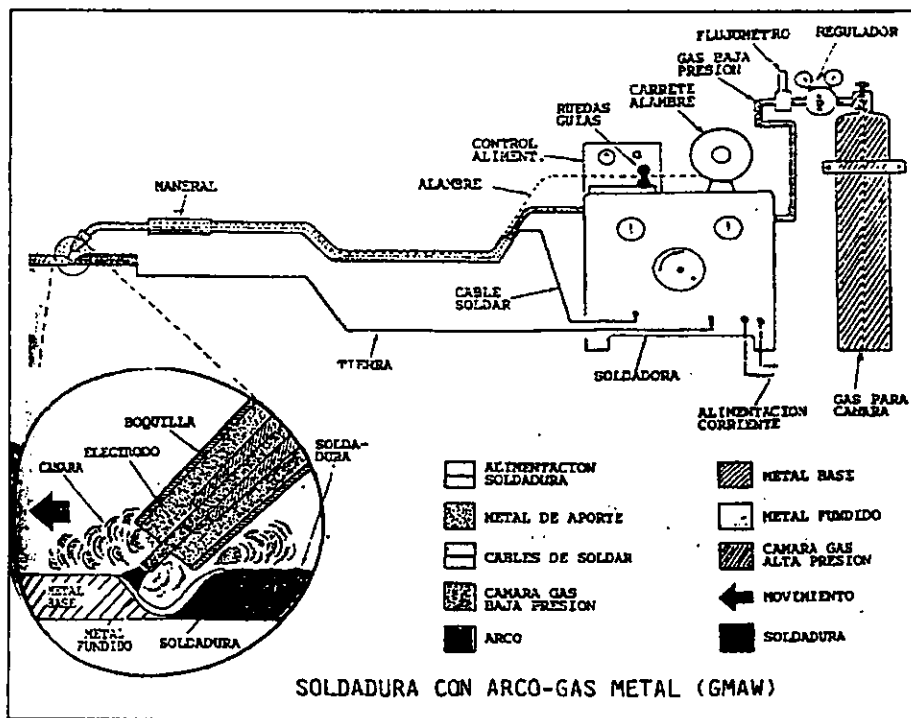 FLUJOMETRO
REGULADOR
GAS BAJA
PRESION
CARRETE
ALAMBRE
RUEDAS
GUIAS
CONTROL
ALIMENT.
ALAMBRE
MANERAL
CABLE
SOLDAR
TIERRA
SOLDADORA
ALIMENTACION
CORRIENTE
GAS PARA
CAMARA
BOQUILLA
ELECTRODO
CAMARA
SOLDA-
DURA
METAL
BASE
METAL
FUNDIDO
SOLDADURA
ALIMENTACION
SOLDADURA
METAL DE APORTE
CABLES DE SOLDAR
CAMARA GAS
BAJA PRESION
ARCO
METAL BASE
METAL FUNDIDO
CAMARA GAS
ALTA PRESION
MOVIMIENTO
SOLDADURA
SOLDADURA CON ARCO-GAS METAL (GMAW)